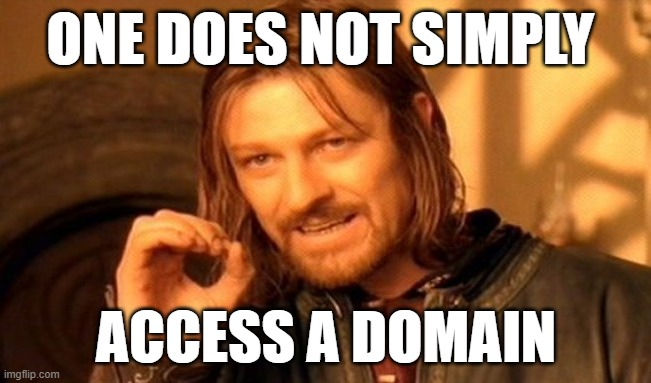 ONE DOES NOT SIMPLY
ACCESS A DOMAIN
imgflip.com